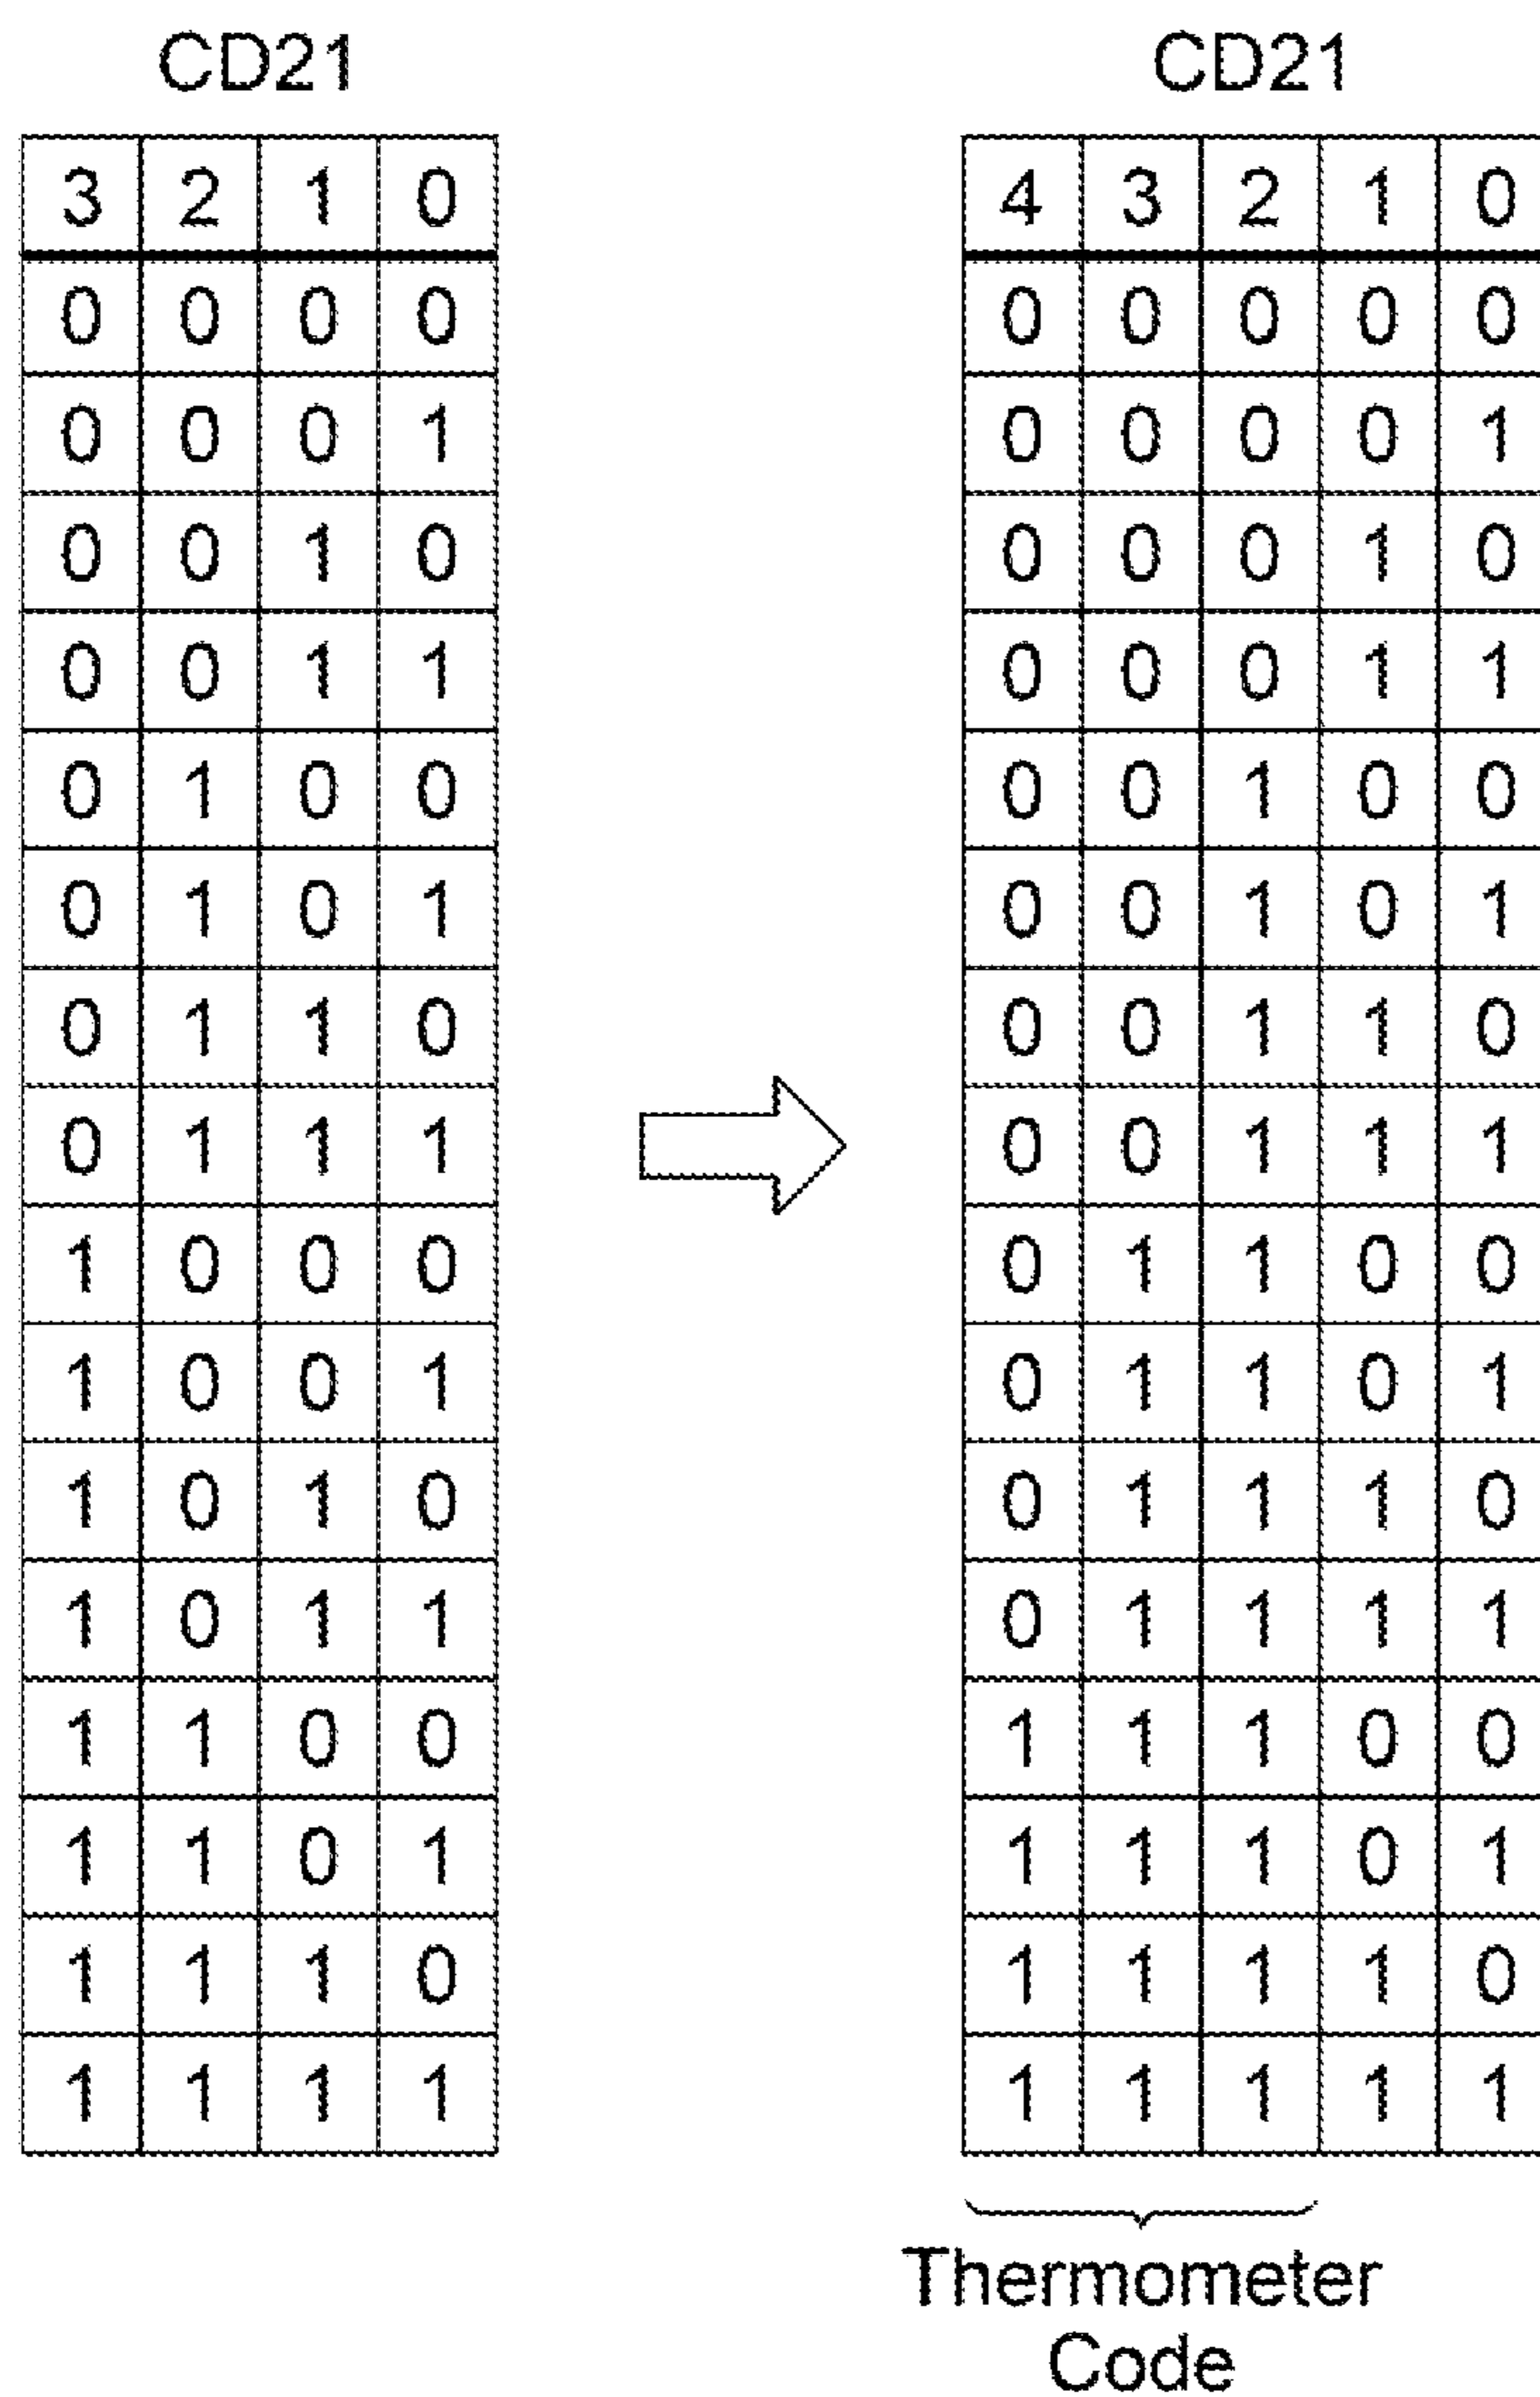 CD21 CD21
3 2 1 0 4 3 2 1 0
0 0 0 0 0 0 0 0 0
0 0 0 1 0 0 0 0 1
0 0 1 0 0 0 0 1 0
0 0 1 1 0 0 0 1 1
0 1 0 0 0 0 1 0 0
0 1 0 1 0 0 1 0 1
0 1 1 0 0 0 1 1 0
0 1 1 1 0 0 1 1 1
1 0 0 0 0 1 1 0 0
1 0 0 1 0 1 1 0 1
1 0 1 0 0 1 1 1 0
1 0 1 1 0 1 1 1 1
1 1 0 0 1 1 1 0 0
1 1 0 1 1 1 1 0 1
1 1 1 0 1 1 1 1 0
1 1 1 1 1 1 1 1 1
Thermometer
Code